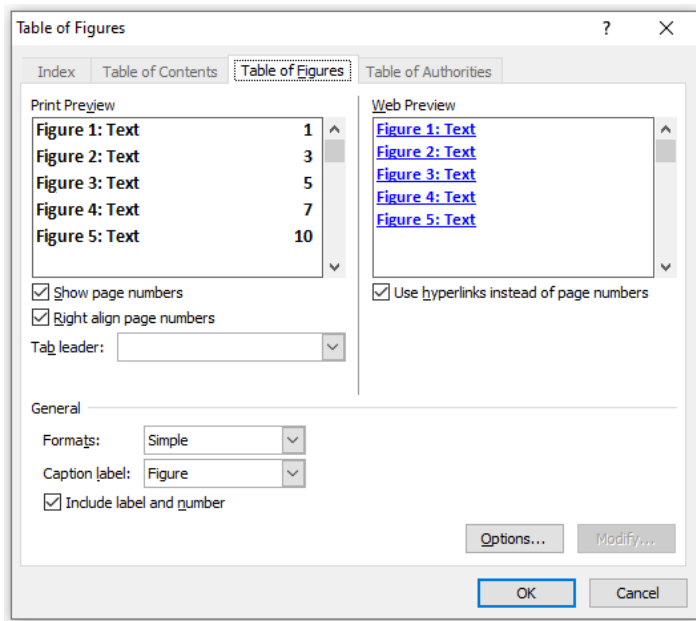 Table of Figures ?
Index Table of Contents Table of Figures Table of Authorities
Print Preview
Figure 1: Text 1
Figure 2: Text 3
Figure 3: Text 5
Figure 4: Text 7
Figure 5: Text 10
Show page numbers
Right align page numbers
Tab leader:
Web Preview
Figure 1: Text
Figure 2: Text
Figure 3: Text
Figure 4: Text
Figure 5: Text
Use hyperlinks instead of page numbers
General
Formats: Simple
Caption label: Figure
Include label and number
Options... Modify...
OK Cancel